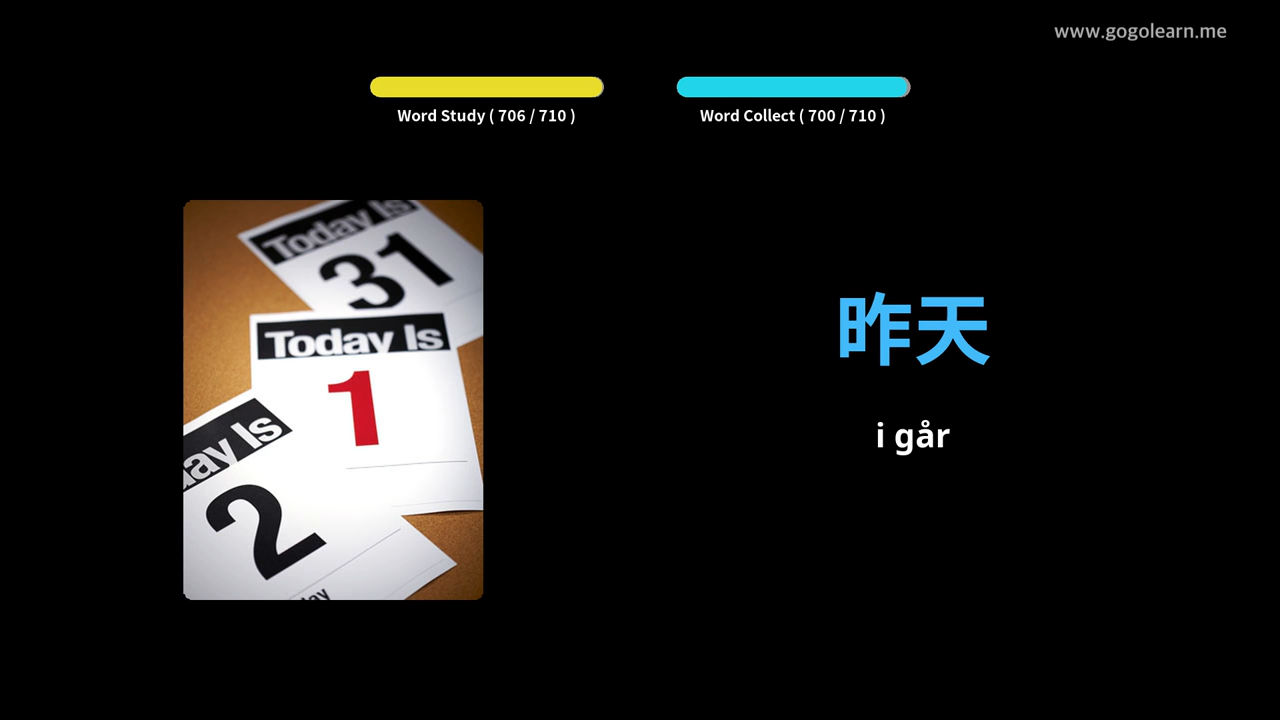 www.gogolearn.me
Word Study ( 706 / 710 )
Word Collect ( 700 / 710 )
Today Is
31
Today Is
1
ay Is
2
昨天
i går